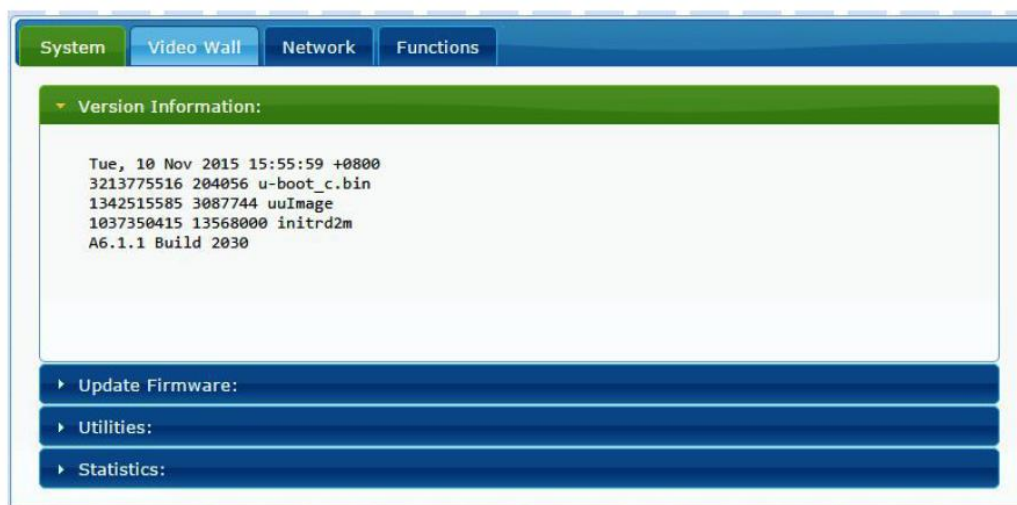 System Video Wall Network Functions
Version Information:
Tue, 10 Nov 2015 15:55:59 +0800
3213775516 204056 u-boot_c.bin
1342515585 3087744 uuImage
1037350415 13568000 initrd2m
A6.1.1 Build 2030
Update Firmware:
Utilities:
Statistics: